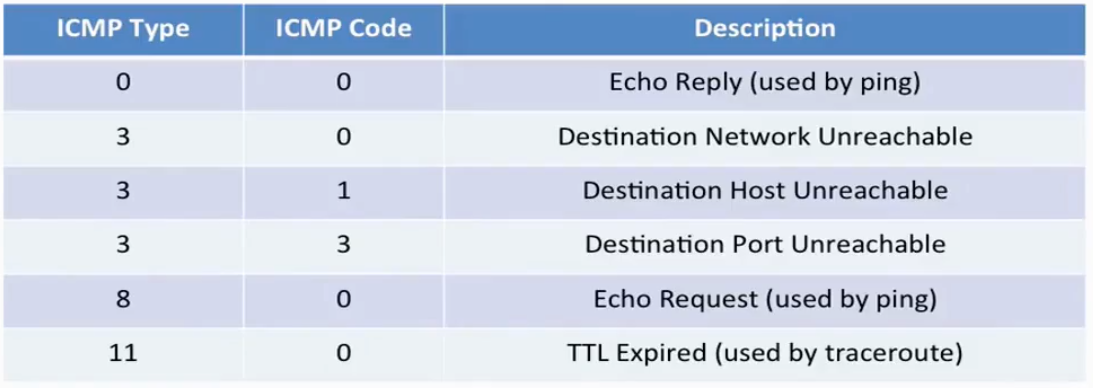 ICMP Type ICMP Code Description
0 0 Echo Reply (used by ping)
3 0 Destination Network Unreachable
3 1 Destination Host Unreachable
3 3 Destination Port Unreachable
8 0 Echo Request (used by ping)
11 0 TTL Expired (used by traceroute)